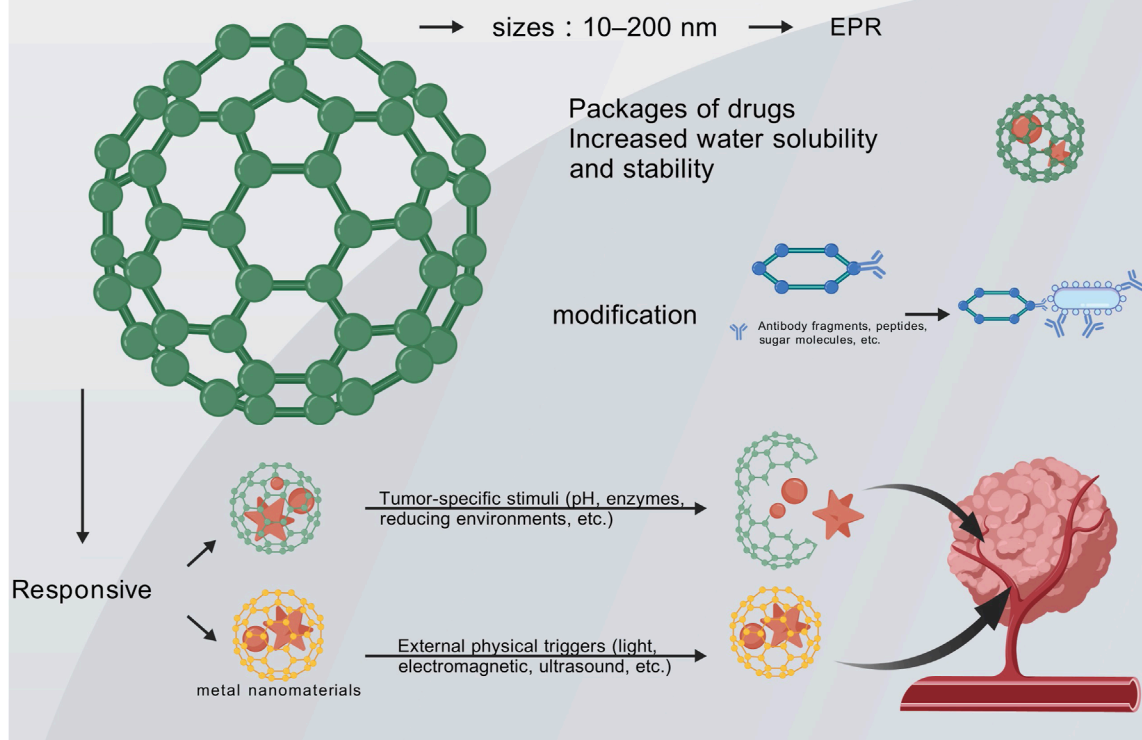 sizes : 10–200 nm
EPR
Packages of drugs
Increased water solubility
and stability
modification
Antibody fragments, peptides,
sugar molecules, etc.
Tumor-specific stimuli (pH, enzymes,
reducing environments, etc.)
Responsive
External physical triggers (light,
electromagnetic, ultrasound, etc.)
metal nanomaterials